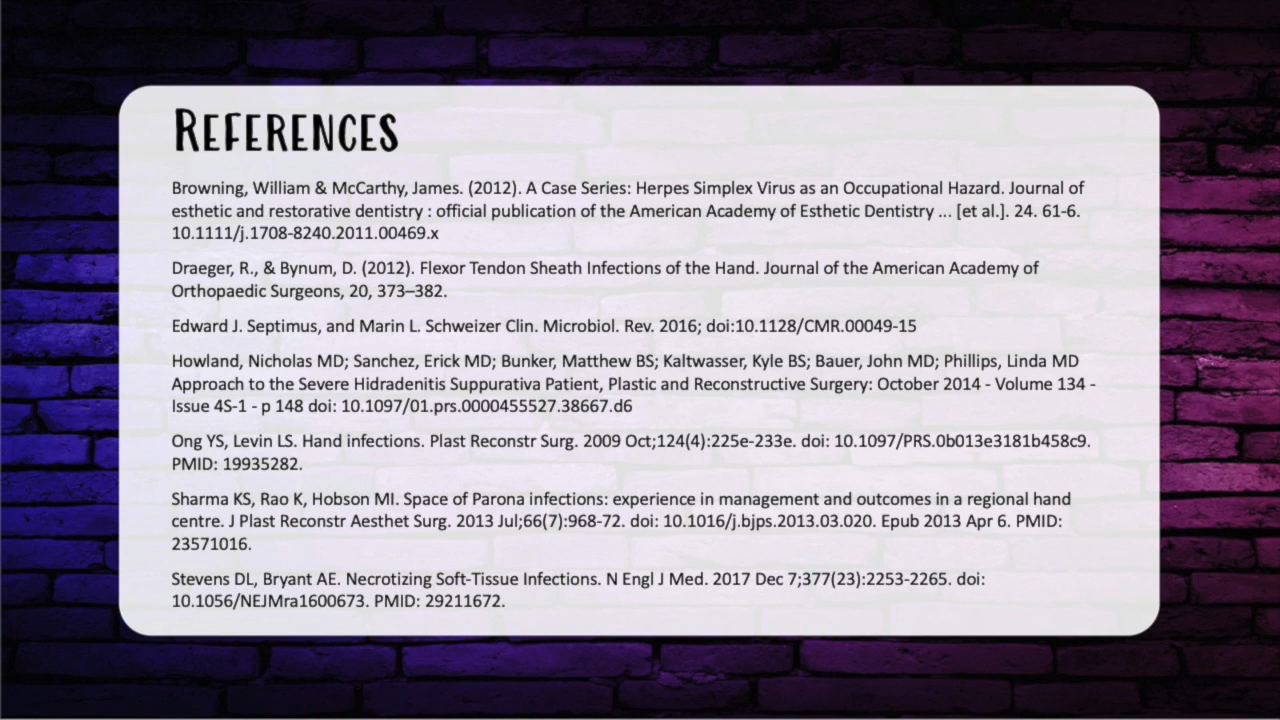 REFERENCES
Browning, William & McCarthy, James. (2012). A Case Series: Herpes Simplex Virus as an Occupational Hazard. Journal of
esthetic and restorative dentistry : official publication of the American Academy of Esthetic Dentistry ... [et al.]. 24. 61-6.
10.1111/j.1708-8240.2011.00469.x
Draeger, R., & Bynum, D. (2012). Flexor Tendon Sheath Infections of the Hand. Journal of the American Academy of
Orthopaedic Surgeons, 20, 373–382.
Edward J. Septimus, and Marin L. Schweizer Clin. Microbiol. Rev. 2016; doi:10.1128/CMR.00049-15
Howland, Nicholas MD; Sanchez, Erick MD; Bunker, Matthew BS; Kaltwasser, Kyle BS; Bauer, John MD; Phillips, Linda MD
Approach to the Severe Hidradenitis Suppurativa Patient, Plastic and Reconstructive Surgery: October 2014 - Volume 134 -
Issue 4S-1 - p 148 doi: 10.1097/01.prs.0000455527.38667.d6
Ong YS, Levin LS. Hand infections. Plast Reconstr Surg. 2009 Oct;124(4):225e-233e. doi: 10.1097/PRS.0b013e3181b458c9.
PMID: 19935282.
Sharma KS, Rao K, Hobson MI. Space of Parona infections: experience in management and outcomes in a regional hand
centre. J Plast Reconstr Aesthet Surg. 2013 Jul;66(7):968-72. doi: 10.1016/j.bjps.2013.03.020. Epub 2013 Apr 6. PMID:
23571016.
Stevens DL, Bryant AE. Necrotizing Soft-Tissue Infections. N Engl J Med. 2017 Dec 7;377(23):2253-2265. doi:
10.1056/NEJMra1600673. PMID: 29211672.